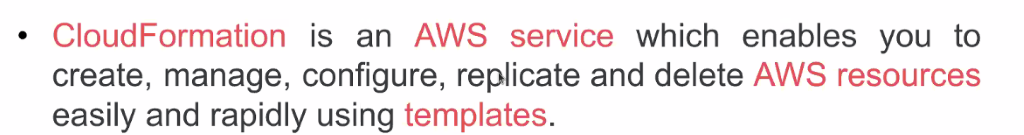 • CloudFormation is an AWS service which enables you to
create, manage, configure, replicate and delete AWS resources
easily and rapidly using templates.